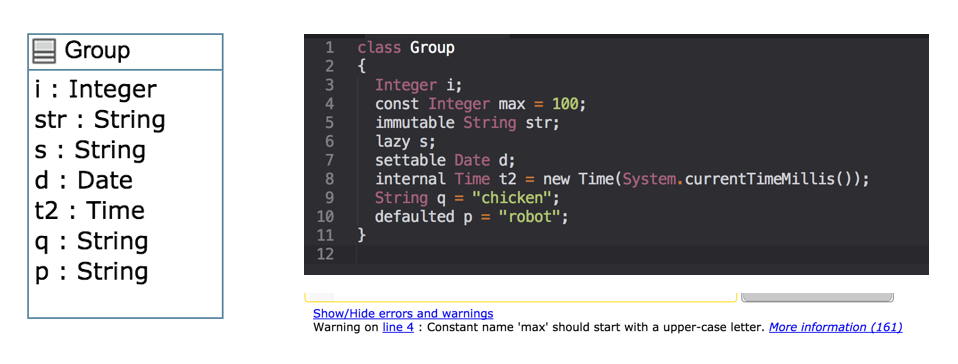 Group
i : Integer
str : String
s : String
d : Date
t2 : Time
q : String
p : String
1 class Group
2 {
3 Integer i;
4 const Integer max = 100;
5 immutable String str;
6 lazy s;
7 settable Date d;
8 internal Time t2 = new Time(System.currentTimeMillis());
9 String q = "chicken";
10 defaulted p = "robot";
11 }
12
Show/Hide errors and warnings
Warning on line 4 : Constant name 'max' should start with a upper-case letter. More information (161)